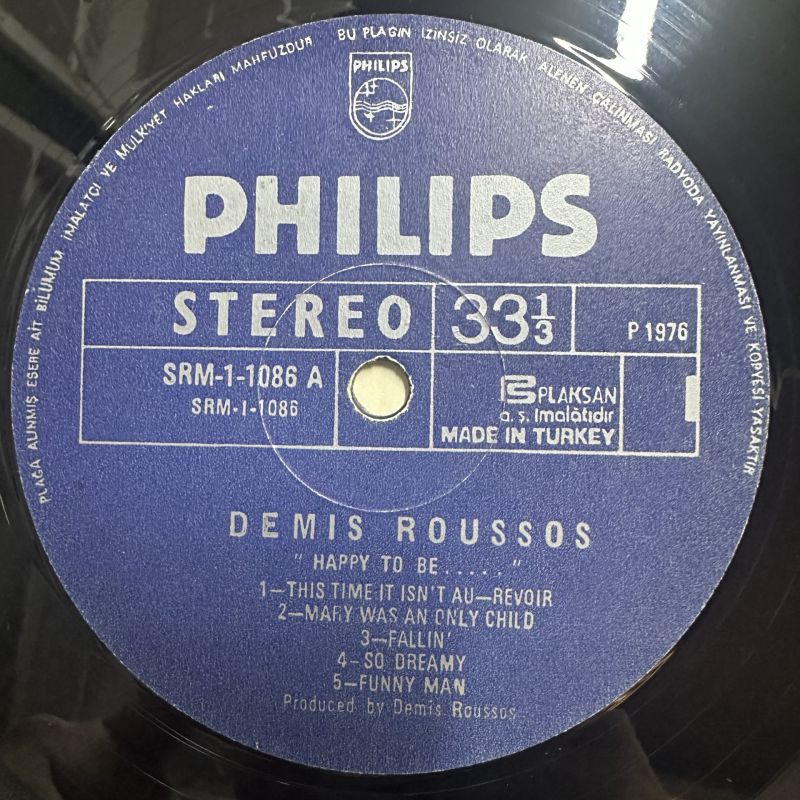 PLAĞA ALINMIŞ ESERE AİT BİLUMUM İMALATÇI VE MÜLKİYET HAKLARI MAHFUZDUR BU PLAĞIN İZİNSİZ OLARAK ALENEN ÇALINMASI RADYODA YAYINLANMASI VE KOPYESİ YASAKTIR
PHILIPS
PHILIPS
STEREO 33 1/3 P 1976
SRM-1-1086 A
SRM-1-1086
PLAKSAN
a.ş. imalâtıdır
MADE IN TURKEY
DEMIS ROUSSOS
" HAPPY TO BE ..... "
1—THIS TIME IT ISN'T AU—REVOIR
2—MARY WAS AN ONLY CHILD
3—FALLIN'
4—SO DREAMY
5—FUNNY MAN
Produced by Demis Roussos